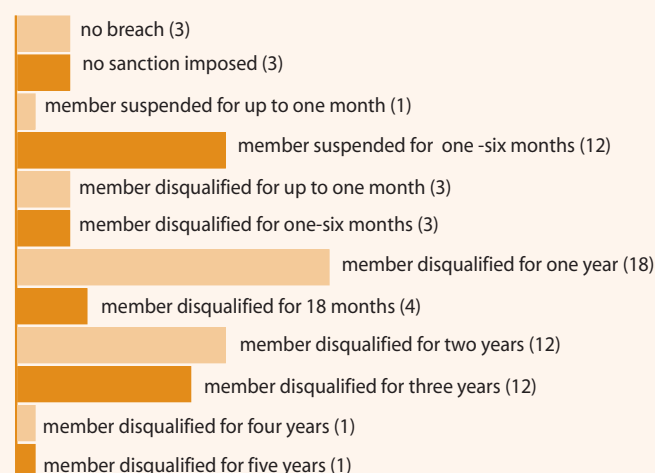 no breach (3)
no sanction imposed (3)
member suspended for up to one month (1)
member suspended for one -six months (12)
member disqualified for up to one month (3)
member disqualified for one-six months (3)
member disqualified for one year (18)
member disqualified for 18 months (4)
member disqualified for two years (12)
member disqualified for three years (12)
member disqualified for four years (1)
member disqualified for five years (1)